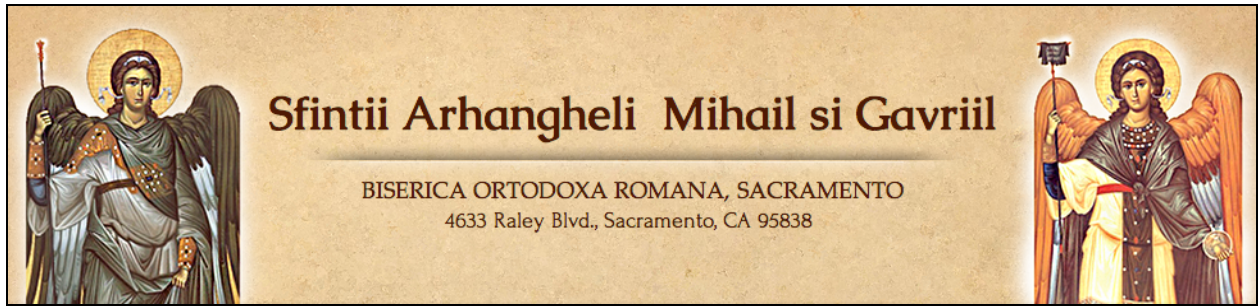 Sfintii Arhangheli Mihail si Gavriil
BISERICA ORTODOXA ROMANA, SACRAMENTO
4633 Raley Blvd., Sacramento, CA 95838